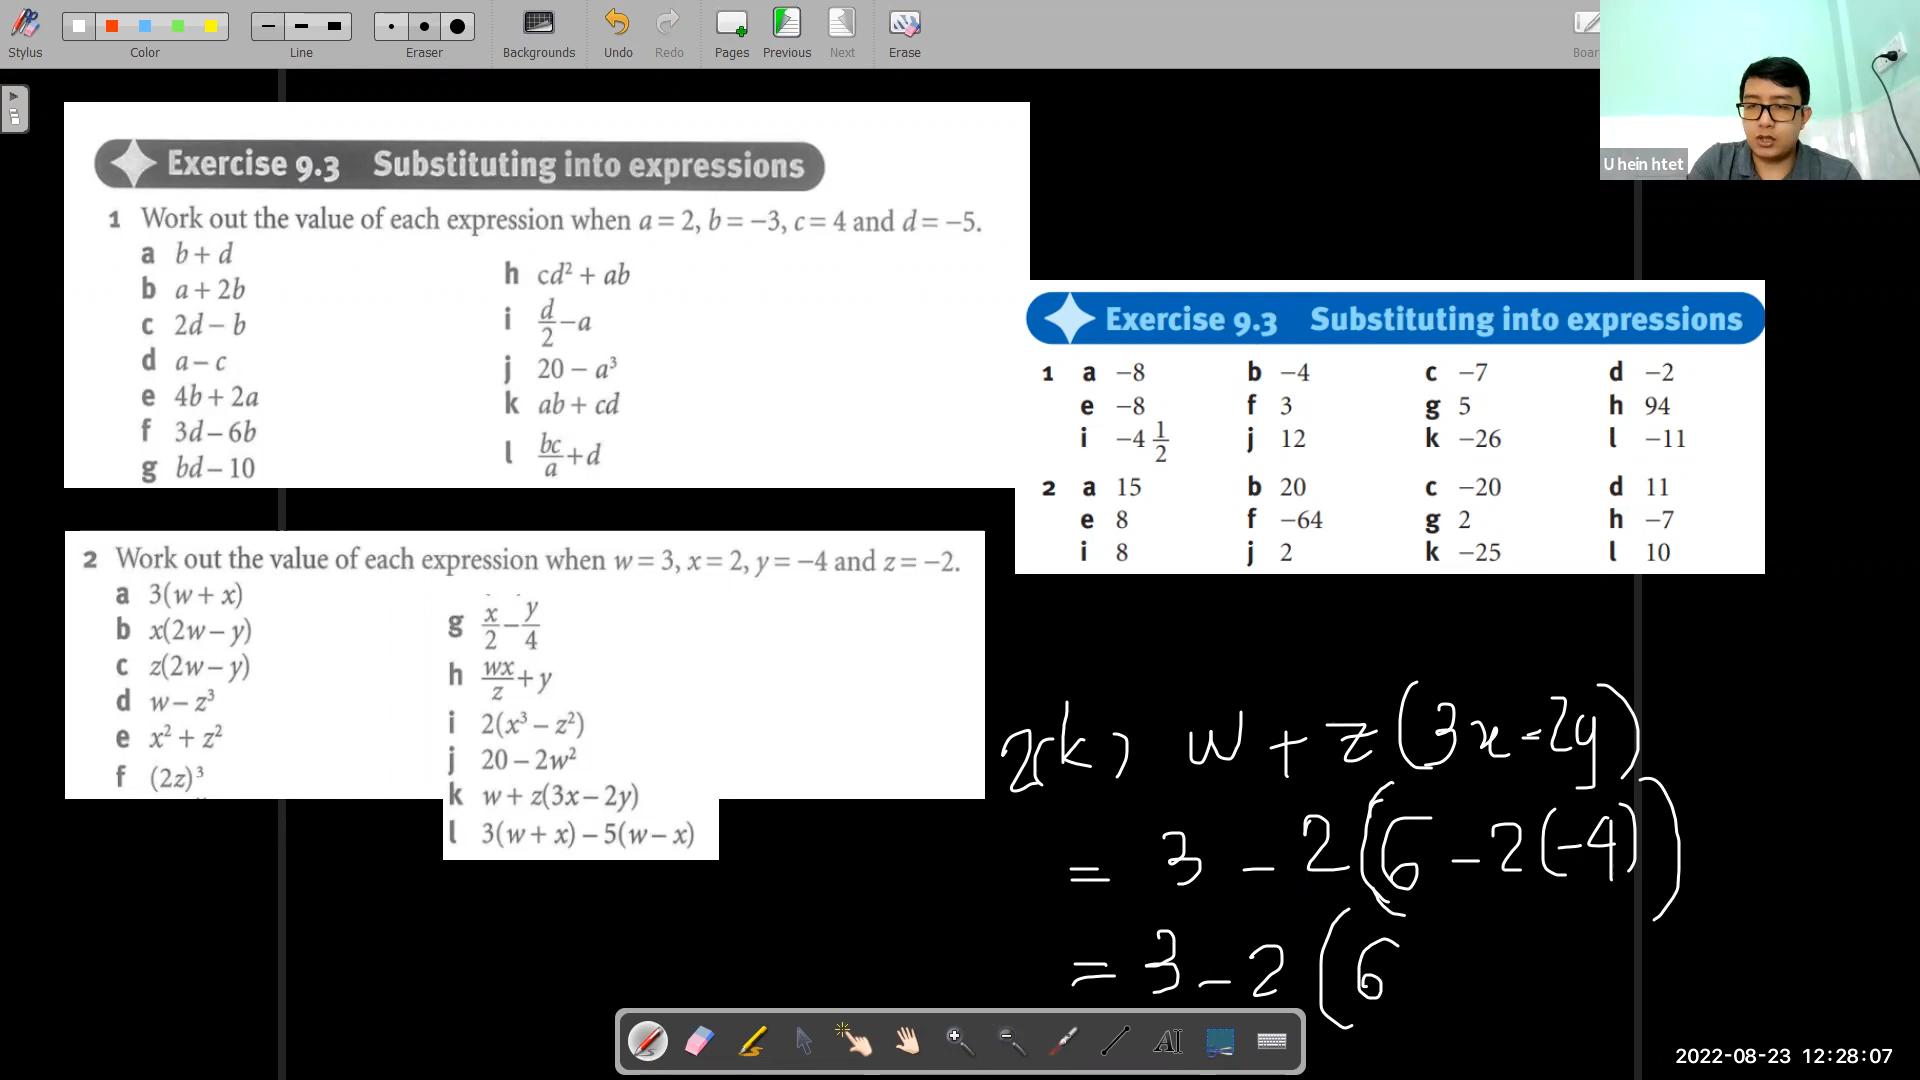 Stylus Color Line Eraser Backgrounds Undo Redo Pages Previous Next Erase Boar
U hein htet
Exercise 9.3 Substituting into expressions
1 Work out the value of each expression when a = 2, b = −3, c = 4 and d = −5.
a b + d
b a + 2b
c 2d − b
d a − c
e 4b + 2a
f 3d − 6b
g bd − 10
h cd² + ab
i d/2 − a
j 20 − a³
k ab + cd
l bc/a + d
Exercise 9.3 Substituting into expressions
1 a −8 b −4 c −7 d −2
e −8 f 3 g 5 h 94
i −4 1/2 j 12 k −26 l −11
2 a 15 b 20 c −20 d 11
e 8 f −64 g 2 h −7
i 8 j 2 k −25 l 10
2 Work out the value of each expression when w = 3, x = 2, y = −4 and z = −2.
a 3(w + x)
b x(2w − y)
c z(2w − y)
d w − z³
e x² + z²
f (2z)³
g x/2 − y/4
h wx/z + y
i 2(x³ − z²)
j 20 − 2w²
k w + z(3x − 2y)
l 3(w + x) − 5(w − x)
2(k) w + z(3x − 2y)
= 3 − 2(6 − 2(−4))
= 3 − 2(6
AI
2022-08-23 12:28:07